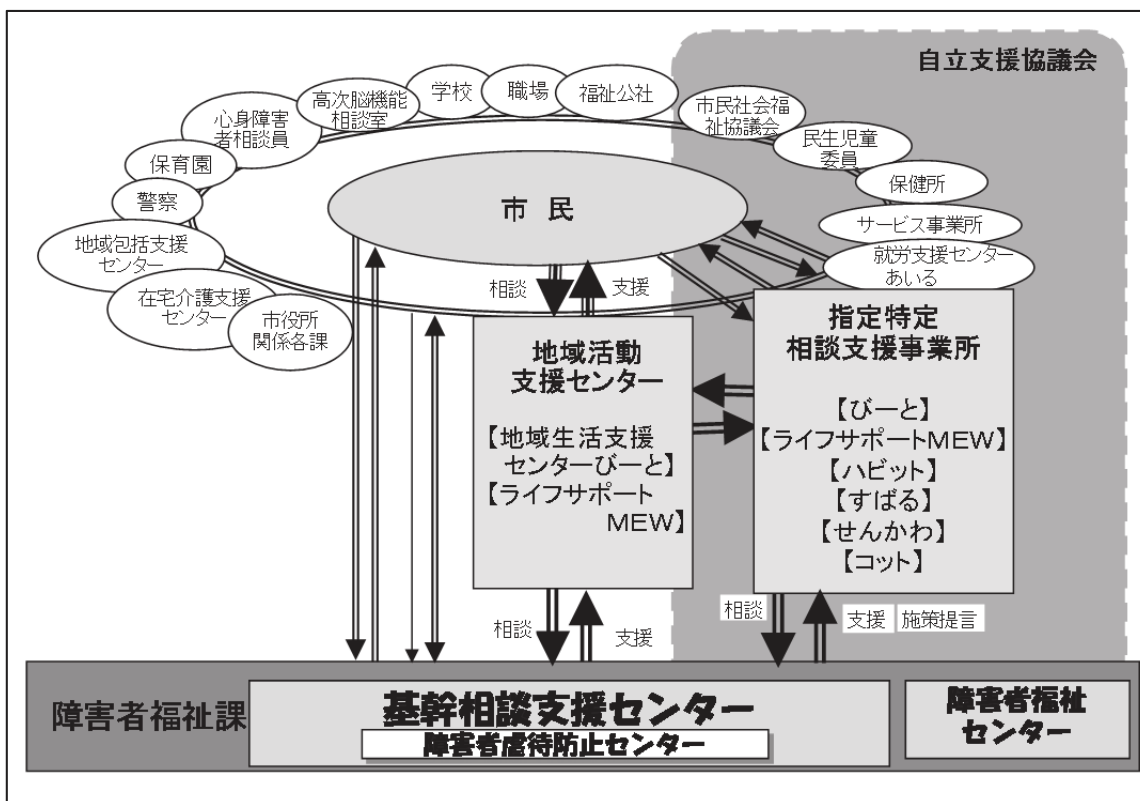 自立支援協議会
学校
職場
福祉公社
高次脳機能
相談室
市民社会福
祉協議会
心身障害
者相談員
民生児童
委員
保育園
保健所
警察
市 民
サービス事業所
地域包括支援
センター
就労支援センター
あいる
在宅介護支援
センター
市役所
関係各課
相談
支援
地域活動
支援センター
【地域生活支援
センターびーと】
【ライフサポート
MEW】
指定特定
相談支援事業所
【びーと】
【ライフサポートMEW】
【ハビット】
【すばる】
【せんかわ】
【コット】
相談
支援
相談
支援
施策提言
障害者福祉課
基幹相談支援センター
障害者虐待防止センター
障害者福祉
センター